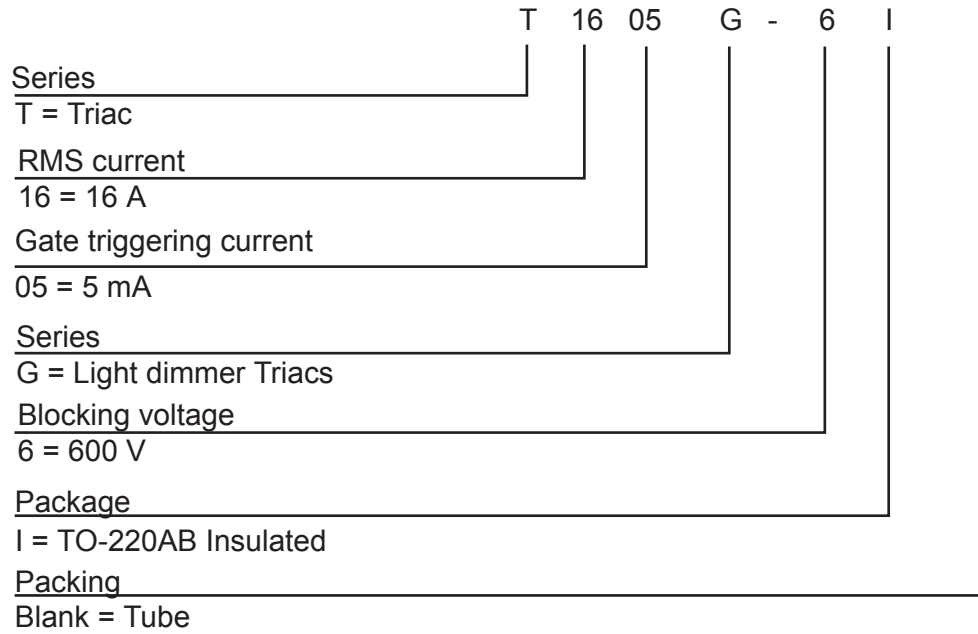 T 16 05 G - 6 I
Series
T = Triac
RMS current
16 = 16 A
Gate triggering current
05 = 5 mA
Series
G = Light dimmer Triacs
Blocking voltage
6 = 600 V
Package
I = TO-220AB Insulated
Packing
Blank = Tube